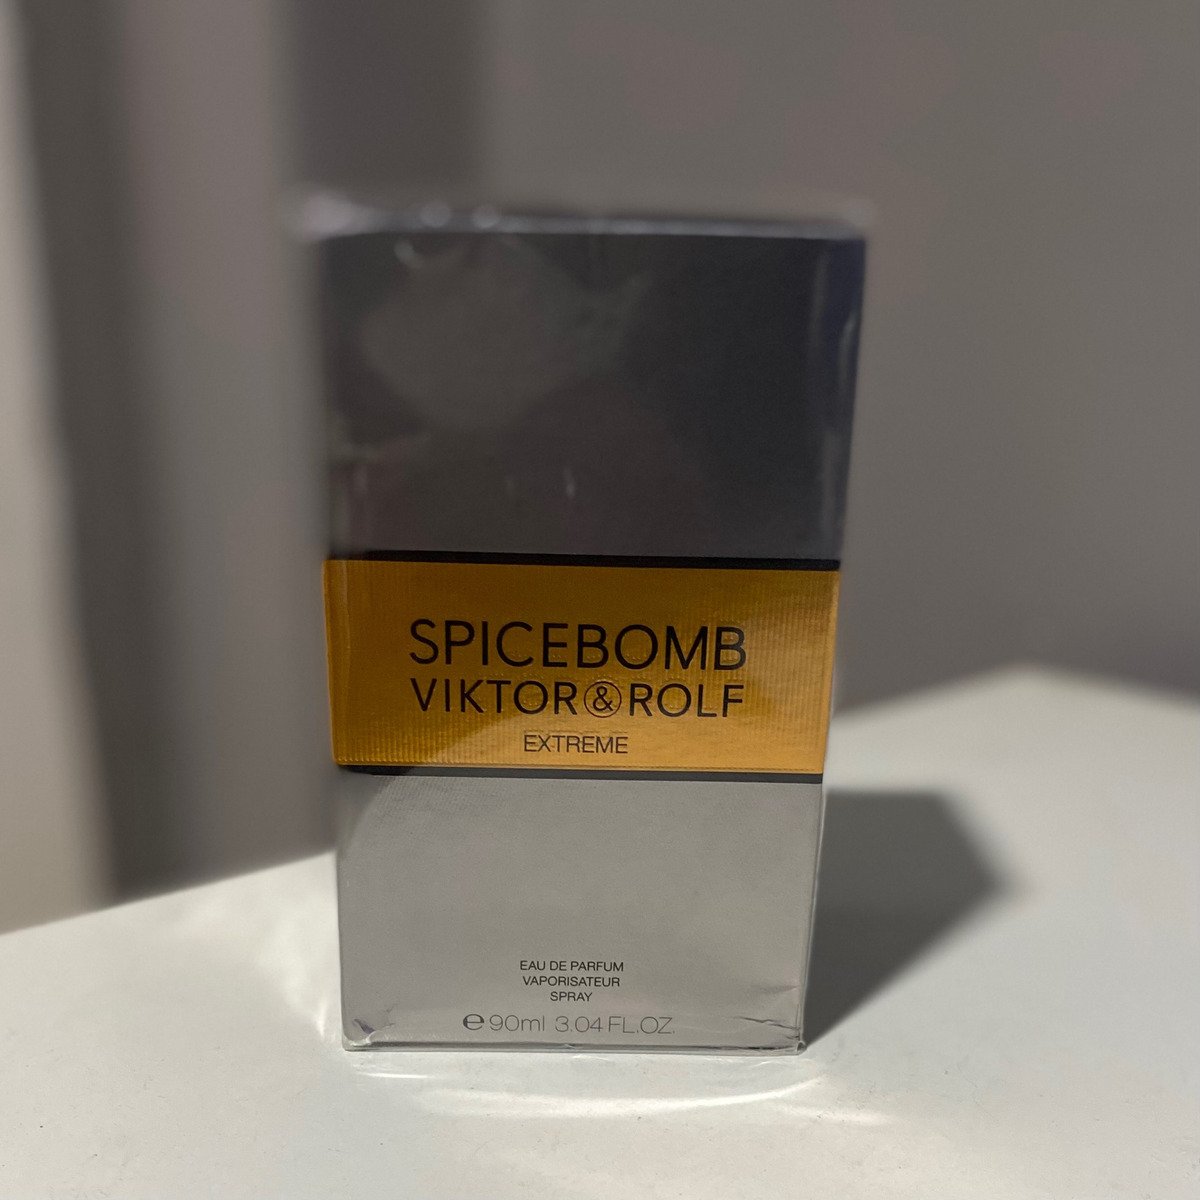 SPICEBOMB
VIKTOR&ROLF
EXTREME
EAU DE PARFUM
VAPORISATEUR
SPRAY
℮ 90ml 3.04 FL.OZ.